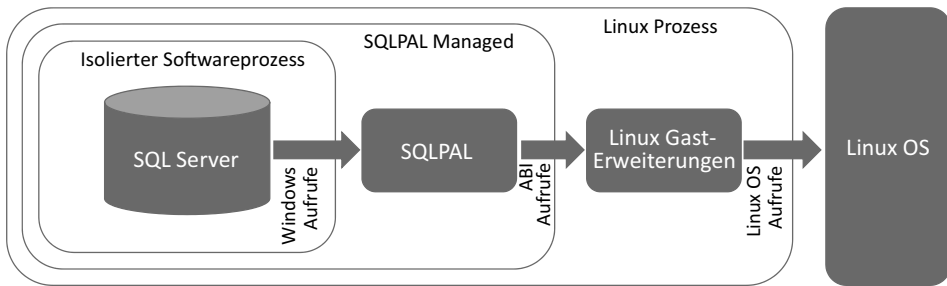 Linux Prozess
SQLPAL Managed
Isolierter Softwareprozess
SQL Server
Windows
Aufrufe
SQLPAL
ABI
Aufrufe
Linux Gast-
Erweiterungen
Linux OS
Aufrufe
Linux OS